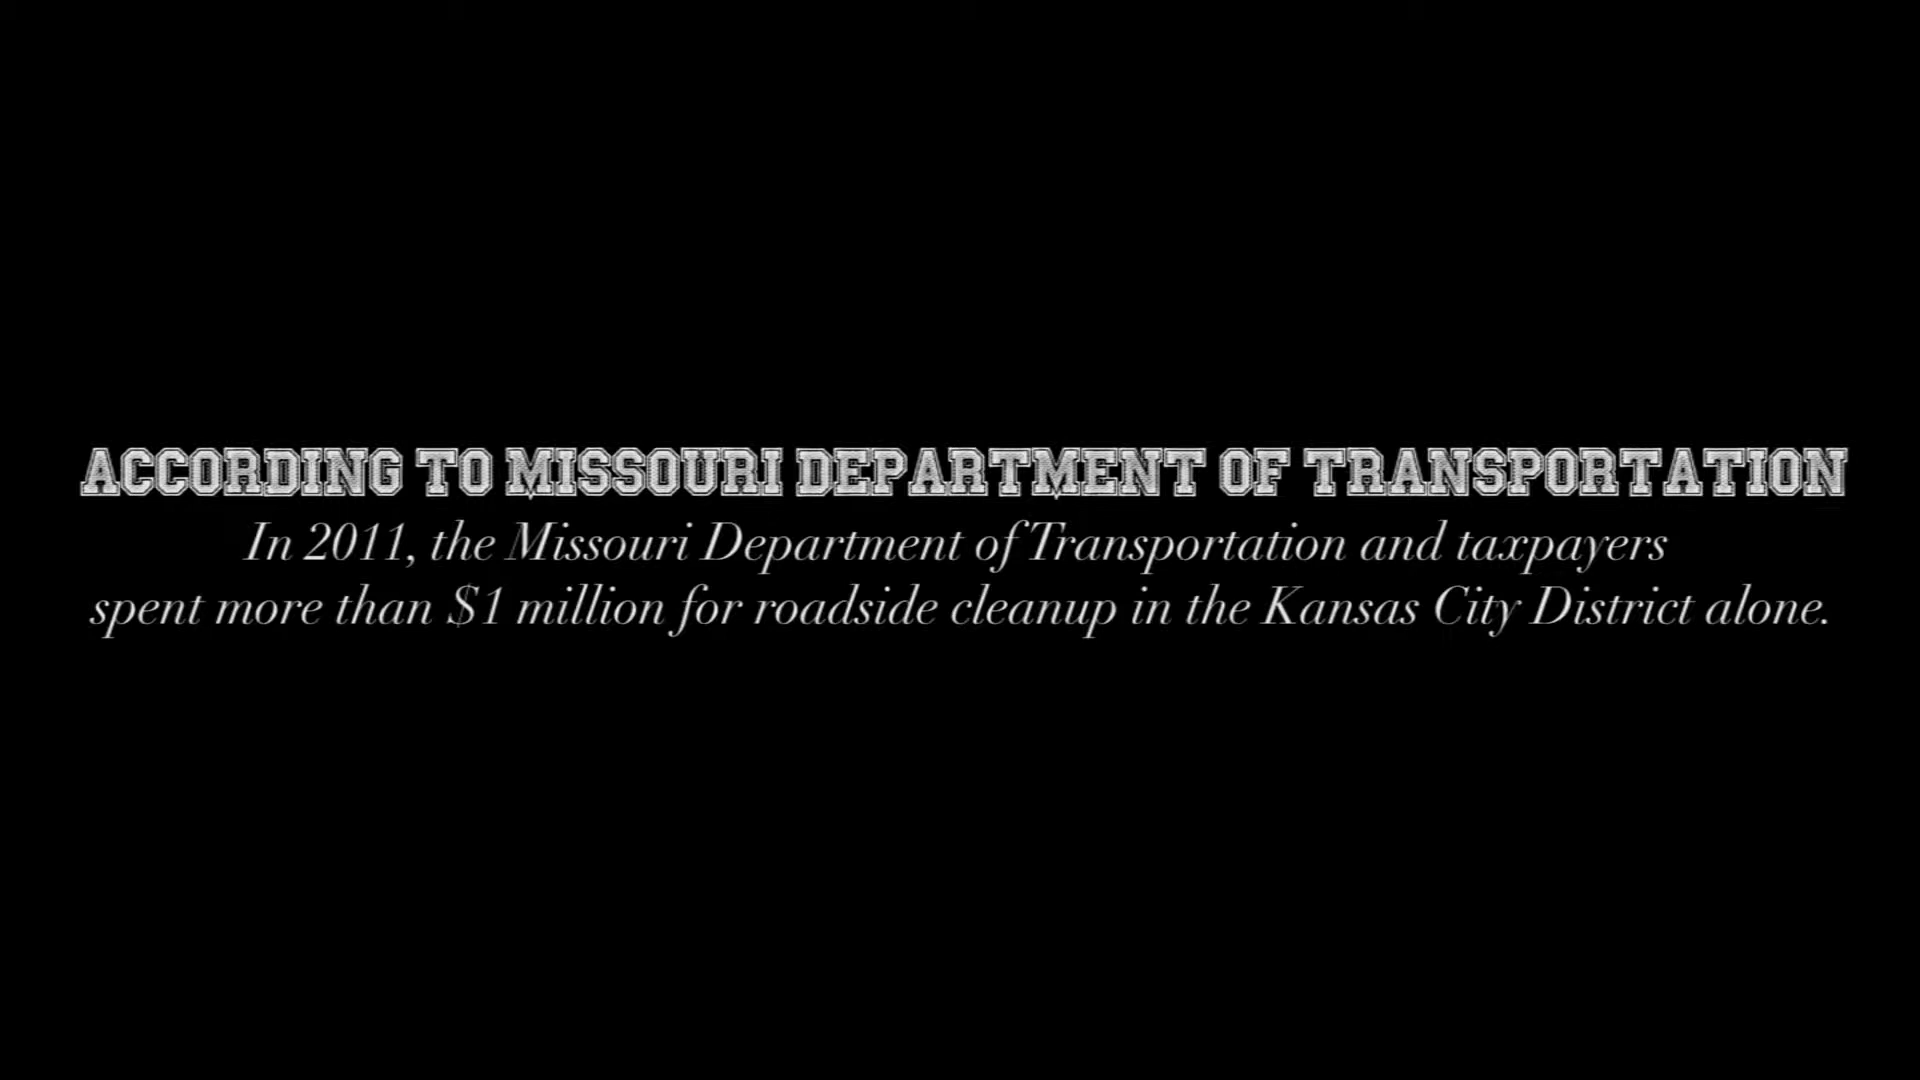 ACCORDING TO MISSOURI DEPARTMENT OF TRANSPORTATION
In 2011, the Missouri Department of Transportation and taxpayers
spent more than $1 million for roadside cleanup in the Kansas City District alone.